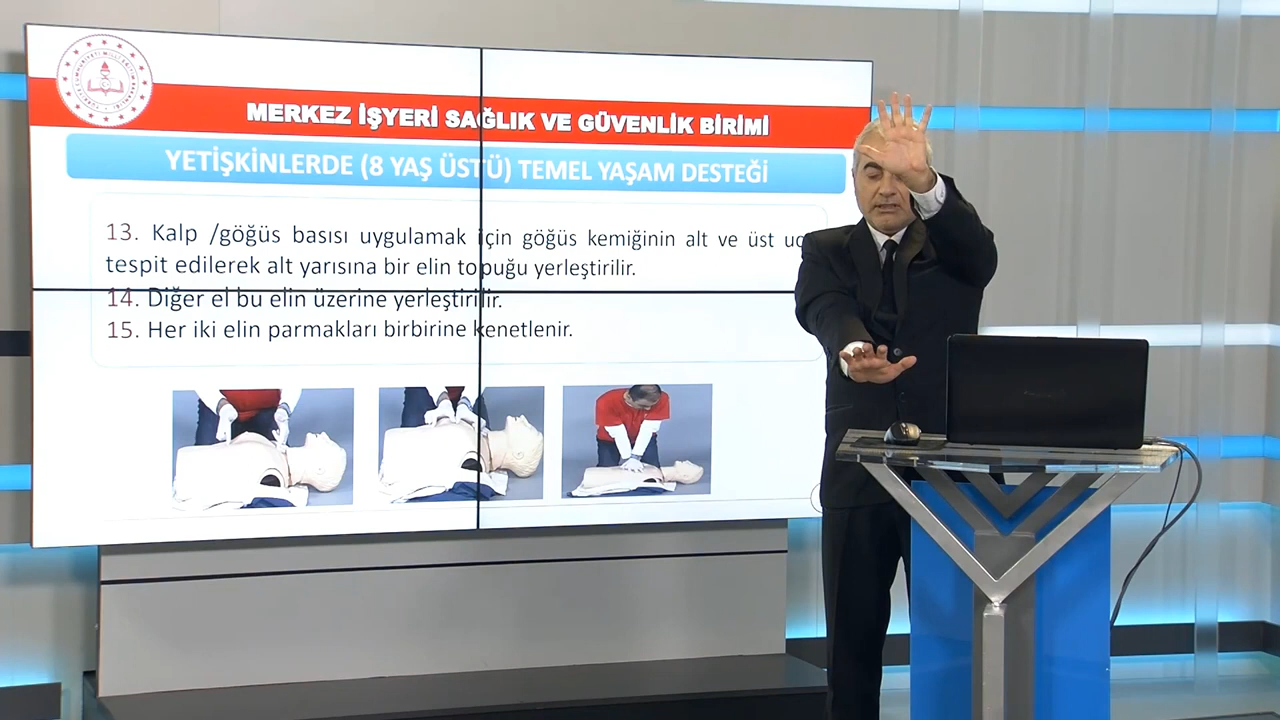 MERKEZ İŞYERİ SAĞLIK VE GÜVENLİK BİRİMİ
YETİŞKİNLERDE (8 YAŞ ÜSTÜ) TEMEL YAŞAM DESTEĞİ
13. Kalp /göğüs basısı uygulamak için göğüs kemiğinin alt ve üst
tespit edilerek alt yarısına bir elin topuğu yerleştirilir.
14. Diğer el bu elin üzerine yerleştirilir.
15. Her iki elin parmakları birbirine kenetlenir.